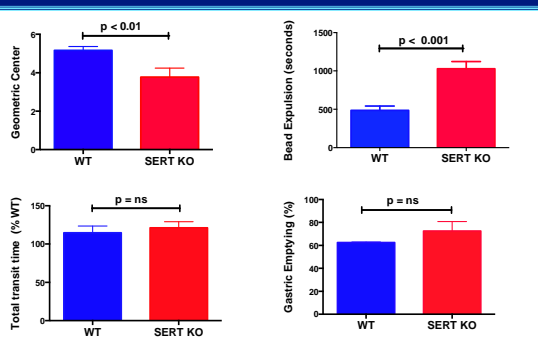 Geometric Center
6
4
2
0
p < 0.01
WT SERT KO
Bead Expulsion (seconds)
1500
1000
500
0
p < 0.001
WT SERT KO
Total transit time (% WT)
150
100
50
0
p = ns
WT SERT KO
Gastric Emptying (%)
100
80
60
40
20
0
p = ns
WT SERT KO